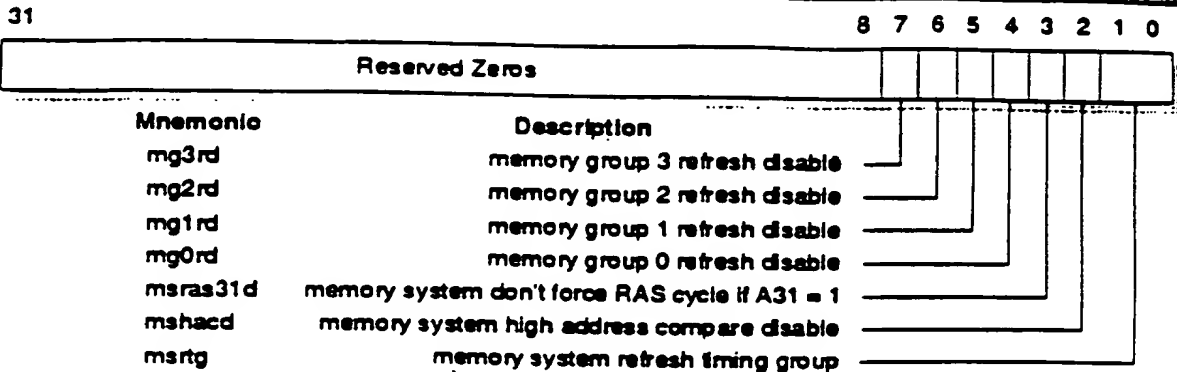 31 8 7 6 5 4 3 2 1 0
Reserved Zeros
Mnemonic Description
mg3rd memory group 3 refresh disable
mg2rd memory group 2 refresh disable
mg1rd memory group 1 refresh disable
mg0rd memory group 0 refresh disable
msras31d memory system don't force RAS cycle if A31 = 1
mshacd memory system high address compare disable
msrtg memory system refresh timing group